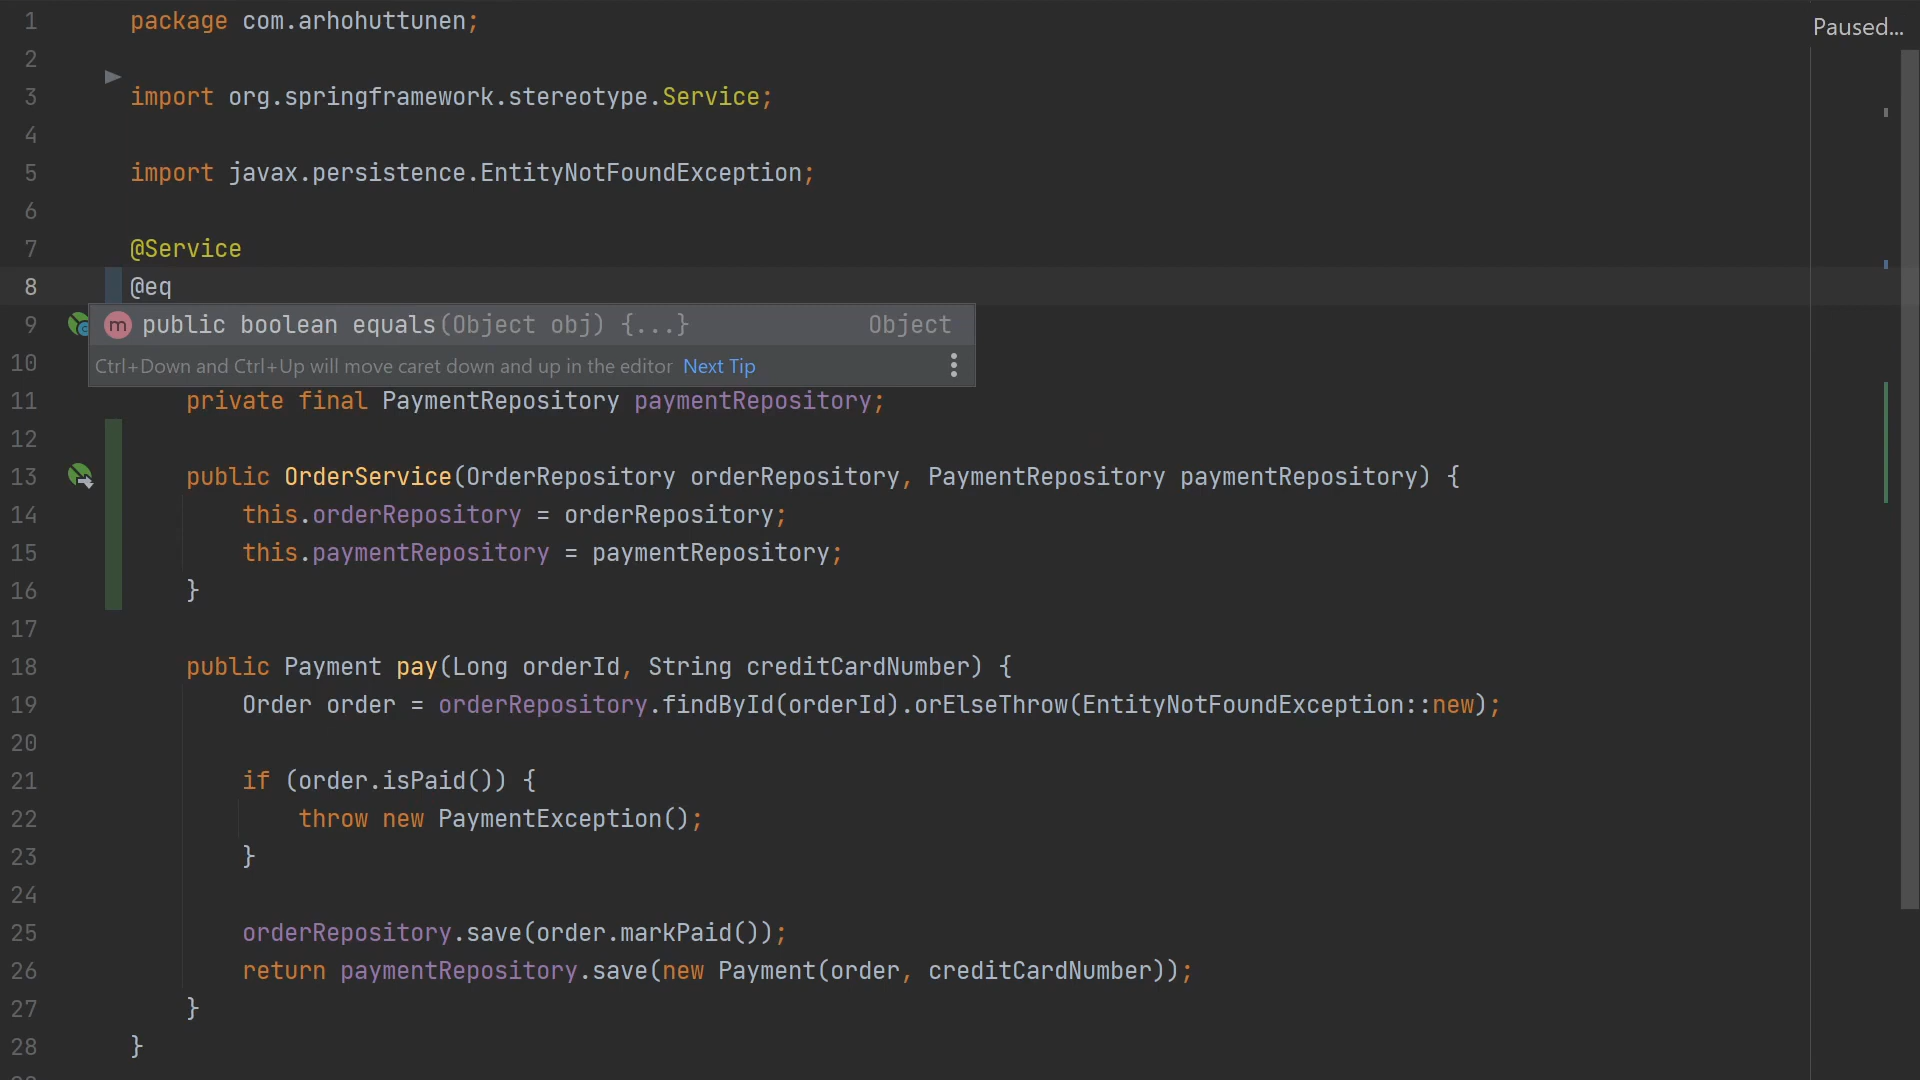 1 package com.arhohuttunen;
2
3 import org.springframework.stereotype.Service;
4
5 import javax.persistence.EntityNotFoundException;
6
7 @Service
8 @eq
9 m public boolean equals(Object obj) {...} Object
10 Ctrl+Down and Ctrl+Up will move caret down and up in the editor Next Tip
11 private final PaymentRepository paymentRepository;
12
13 public OrderService(OrderRepository orderRepository, PaymentRepository paymentRepository) {
14 this.orderRepository = orderRepository;
15 this.paymentRepository = paymentRepository;
16 }
17
18 public Payment pay(Long orderId, String creditCardNumber) {
19 Order order = orderRepository.findById(orderId).orElseThrow(EntityNotFoundException::new);
20
21 if (order.isPaid()) {
22 throw new PaymentException();
23 }
24
25 orderRepository.save(order.markPaid());
26 return paymentRepository.save(new Payment(order, creditCardNumber));
27 }
28 }
Paused...